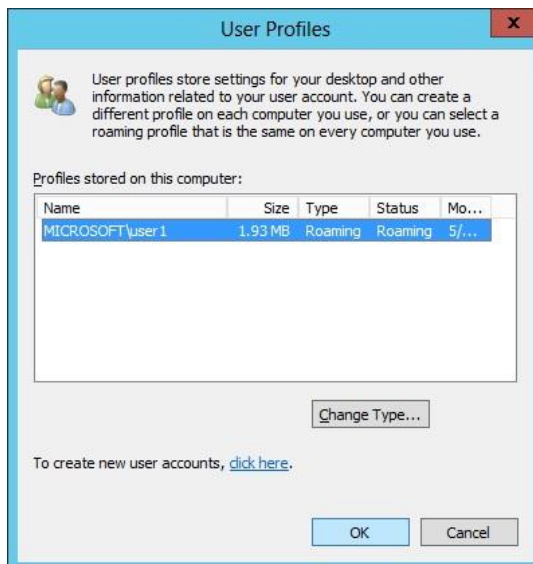 User Profiles
x
User profiles store settings for your desktop and other
information related to your user account. You can create a
different profile on each computer you use, or you can select a
roaming profile that is the same on every computer you use.
Profiles stored on this computer:
Name Size Type Status Mo...
MICROSOFT\user1 1.93 MB Roaming Roaming 5/...
Change Type...
To create new user accounts, click here.
OK Cancel